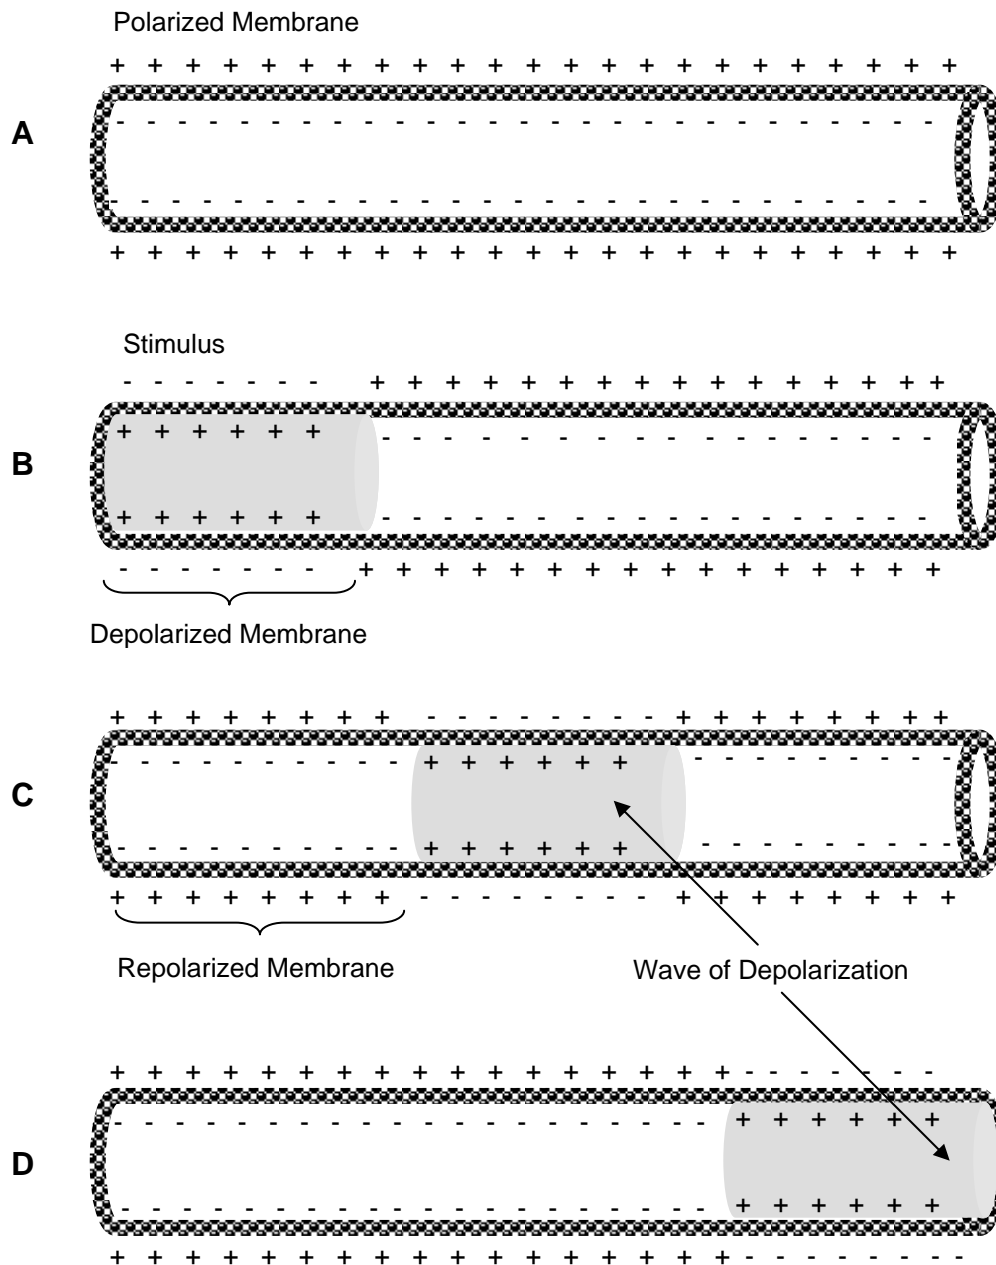 Polarized Membrane
+ + + + + + + + + + + + + + + + + + + + + + +
A
- - - - - - - - - - - - - - - - - - - - - - - - - - - - -
- - - - - - - - - - - - - - - - - - - - - - - - - - - - -
+ + + + + + + + + + + + + + + + + + + + + + +
Stimulus
- - - - - - - + + + + + + + + + + + + + + + +
+ + + + + + - - - - - - - - - - - - - - - - - -
B
+ + + + + + - - - - - - - - - - - - - - - - - -
- - - - - - - + + + + + + + + + + + + + + + +
Depolarized Membrane
+ + + + + + + + - - - - - - - - + + + + + + + +
- - - - - - - - - - - + + + + + + - - - - - - - - -
C
- - - - - - - - - - - + + + + + + - - - - - - - - -
+ + + + + + + + - - - - - - - - + + + + + + + +
Repolarized Membrane
Wave of Depolarization
+ + + + + + + + + + + + + + + + + - - - - - -
- - - - - - - - - - - - - - - - - - - - + + + + + +
D
- - - - - - - - - - - - - - - - - - - - + + + + + +
+ + + + + + + + + + + + + + + + + - - - - - - - -